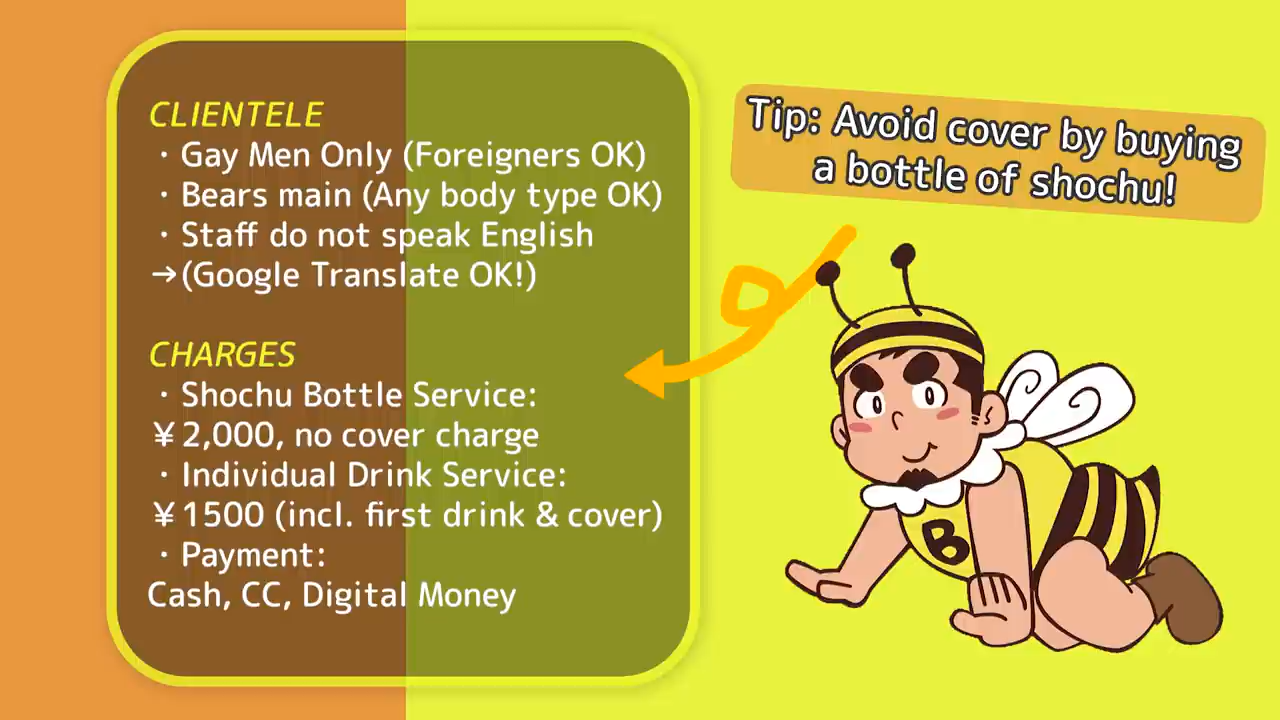 CLIENTELE
・Gay Men Only (Foreigners OK)
・Bears main (Any body type OK)
・Staff do not speak English
→(Google Translate OK!)
CHARGES
・Shochu Bottle Service:
¥2,000, no cover charge
・Individual Drink Service:
¥1500 (incl. first drink & cover)
・Payment:
Cash, CC, Digital Money
Tip: Avoid cover by buying
a bottle of shochu!
B